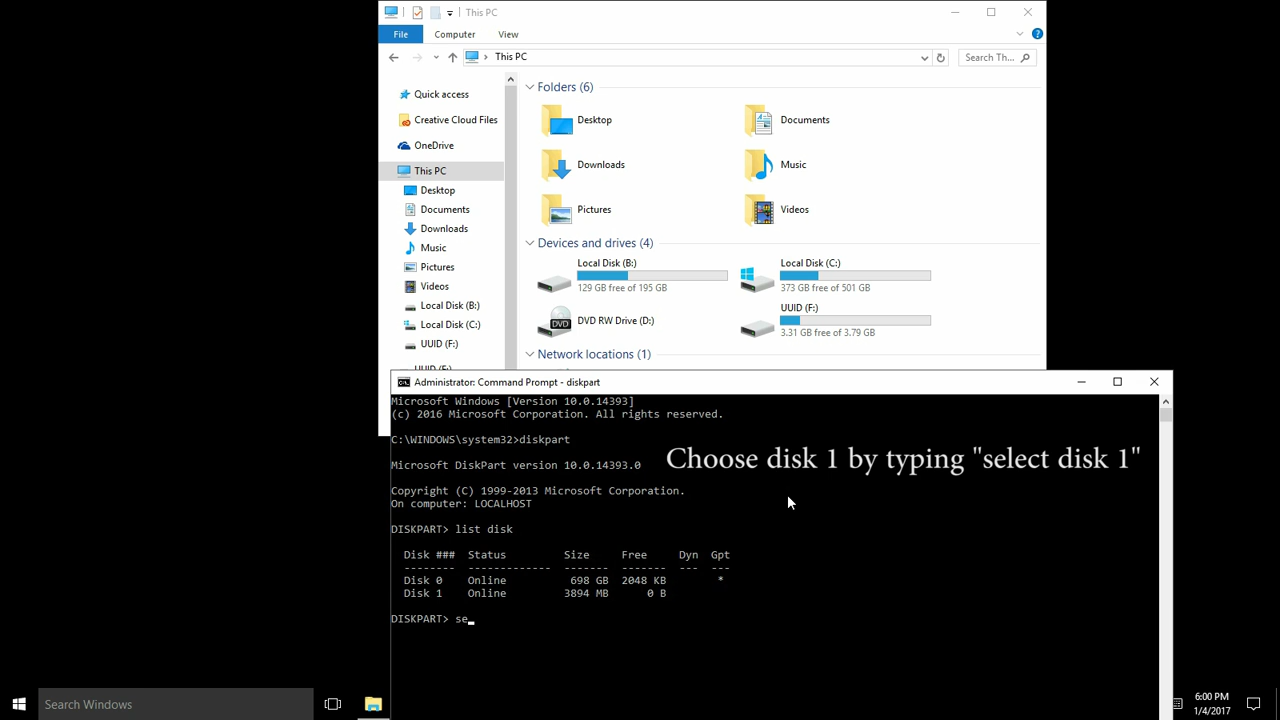 This PC
File Computer View
This PC
Search Th...
Quick access
Creative Cloud Files
OneDrive
This PC
Desktop
Documents
Downloads
Music
Pictures
Videos
Local Disk (B:)
Local Disk (C:)
UUID (F:)
UUID (F:)
Folders (6)
Desktop
Documents
Downloads
Music
Pictures
Videos
Devices and drives (4)
Local Disk (B:)
129 GB free of 195 GB
Local Disk (C:)
373 GB free of 501 GB
DVD
DVD RW Drive (D:)
UUID (F:)
3.31 GB free of 3.79 GB
Network locations (1)
Administrator: Command Prompt - diskpart
Microsoft Windows [Version 10.0.14393]
(c) 2016 Microsoft Corporation. All rights reserved.
C:\WINDOWS\system32>diskpart
Microsoft DiskPart version 10.0.14393.0
Copyright (C) 1999-2013 Microsoft Corporation.
On computer: LOCALHOST
DISKPART> list disk
Disk ### Status Size Free Dyn Gpt
-------- ------------- ------- ------- --- ---
Disk 0 Online 698 GB 2048 KB *
Disk 1 Online 3894 MB 0 B
DISKPART> se_
Choose disk 1 by typing "select disk 1"
Search Windows
6:00 PM
1/4/2017